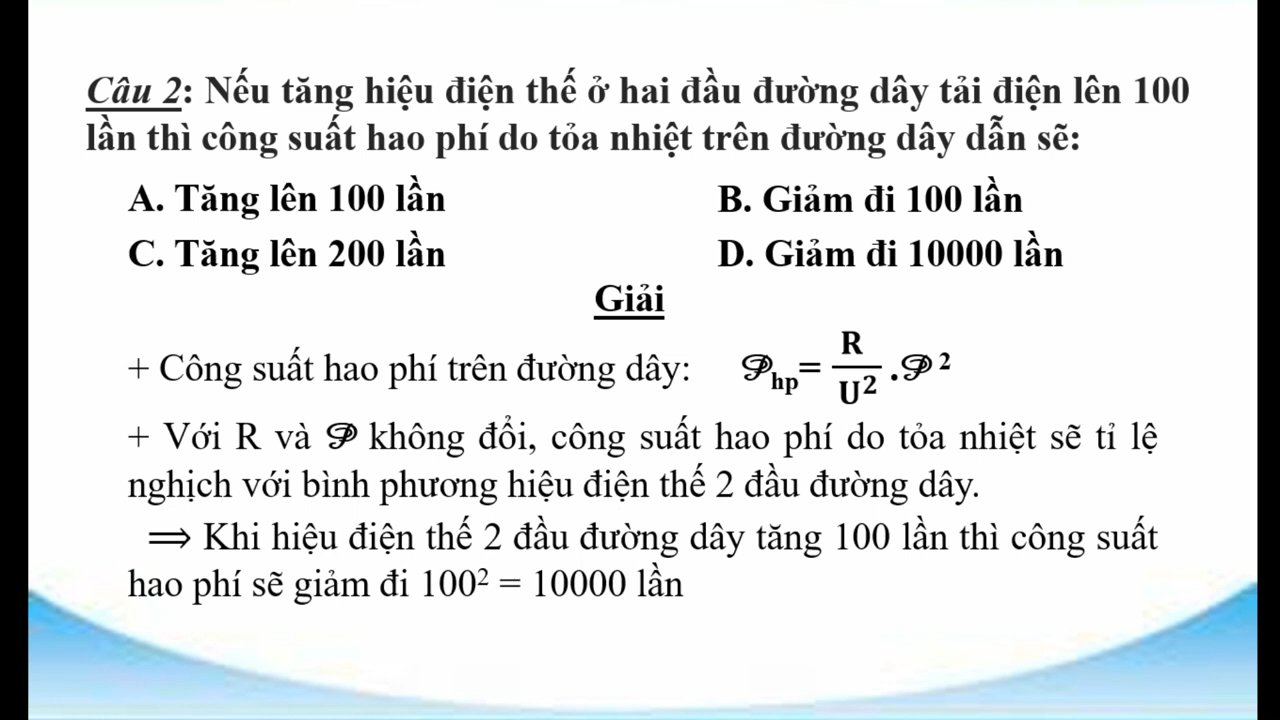 Câu 2: Nếu tăng hiệu điện thế ở hai đầu đường dây tải điện lên 100
lần thì công suất hao phí do tỏa nhiệt trên đường dây dẫn sẽ:
A. Tăng lên 100 lần B. Giảm đi 100 lần
C. Tăng lên 200 lần D. Giảm đi 10000 lần
Giải
+ Công suất hao phí trên đường dây: 𝒫hp= R/U² .𝒫²
+ Với R và 𝒫 không đổi, công suất hao phí do tỏa nhiệt sẽ tỉ lệ
nghịch với bình phương hiệu điện thế 2 đầu đường dây.
⟹ Khi hiệu điện thế 2 đầu đường dây tăng 100 lần thì công suất
hao phí sẽ giảm đi 100² = 10000 lần